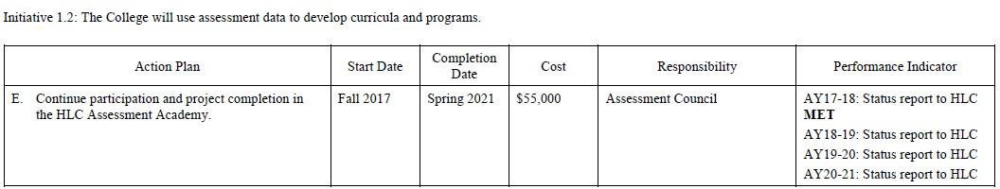 Initiative 1.2: The College will use assessment data to develop curricula and programs.
Action Plan
Start Date
Completion
Date
Cost
Responsibility
Performance Indicator
E. Continue participation and project completion in
the HLC Assessment Academy.
Fall 2017
Spring 2021
$55,000
Assessment Council
AY17-18: Status report to HLC
MET
AY18-19: Status report to HLC
AY19-20: Status report to HLC
AY20-21: Status report to HLC